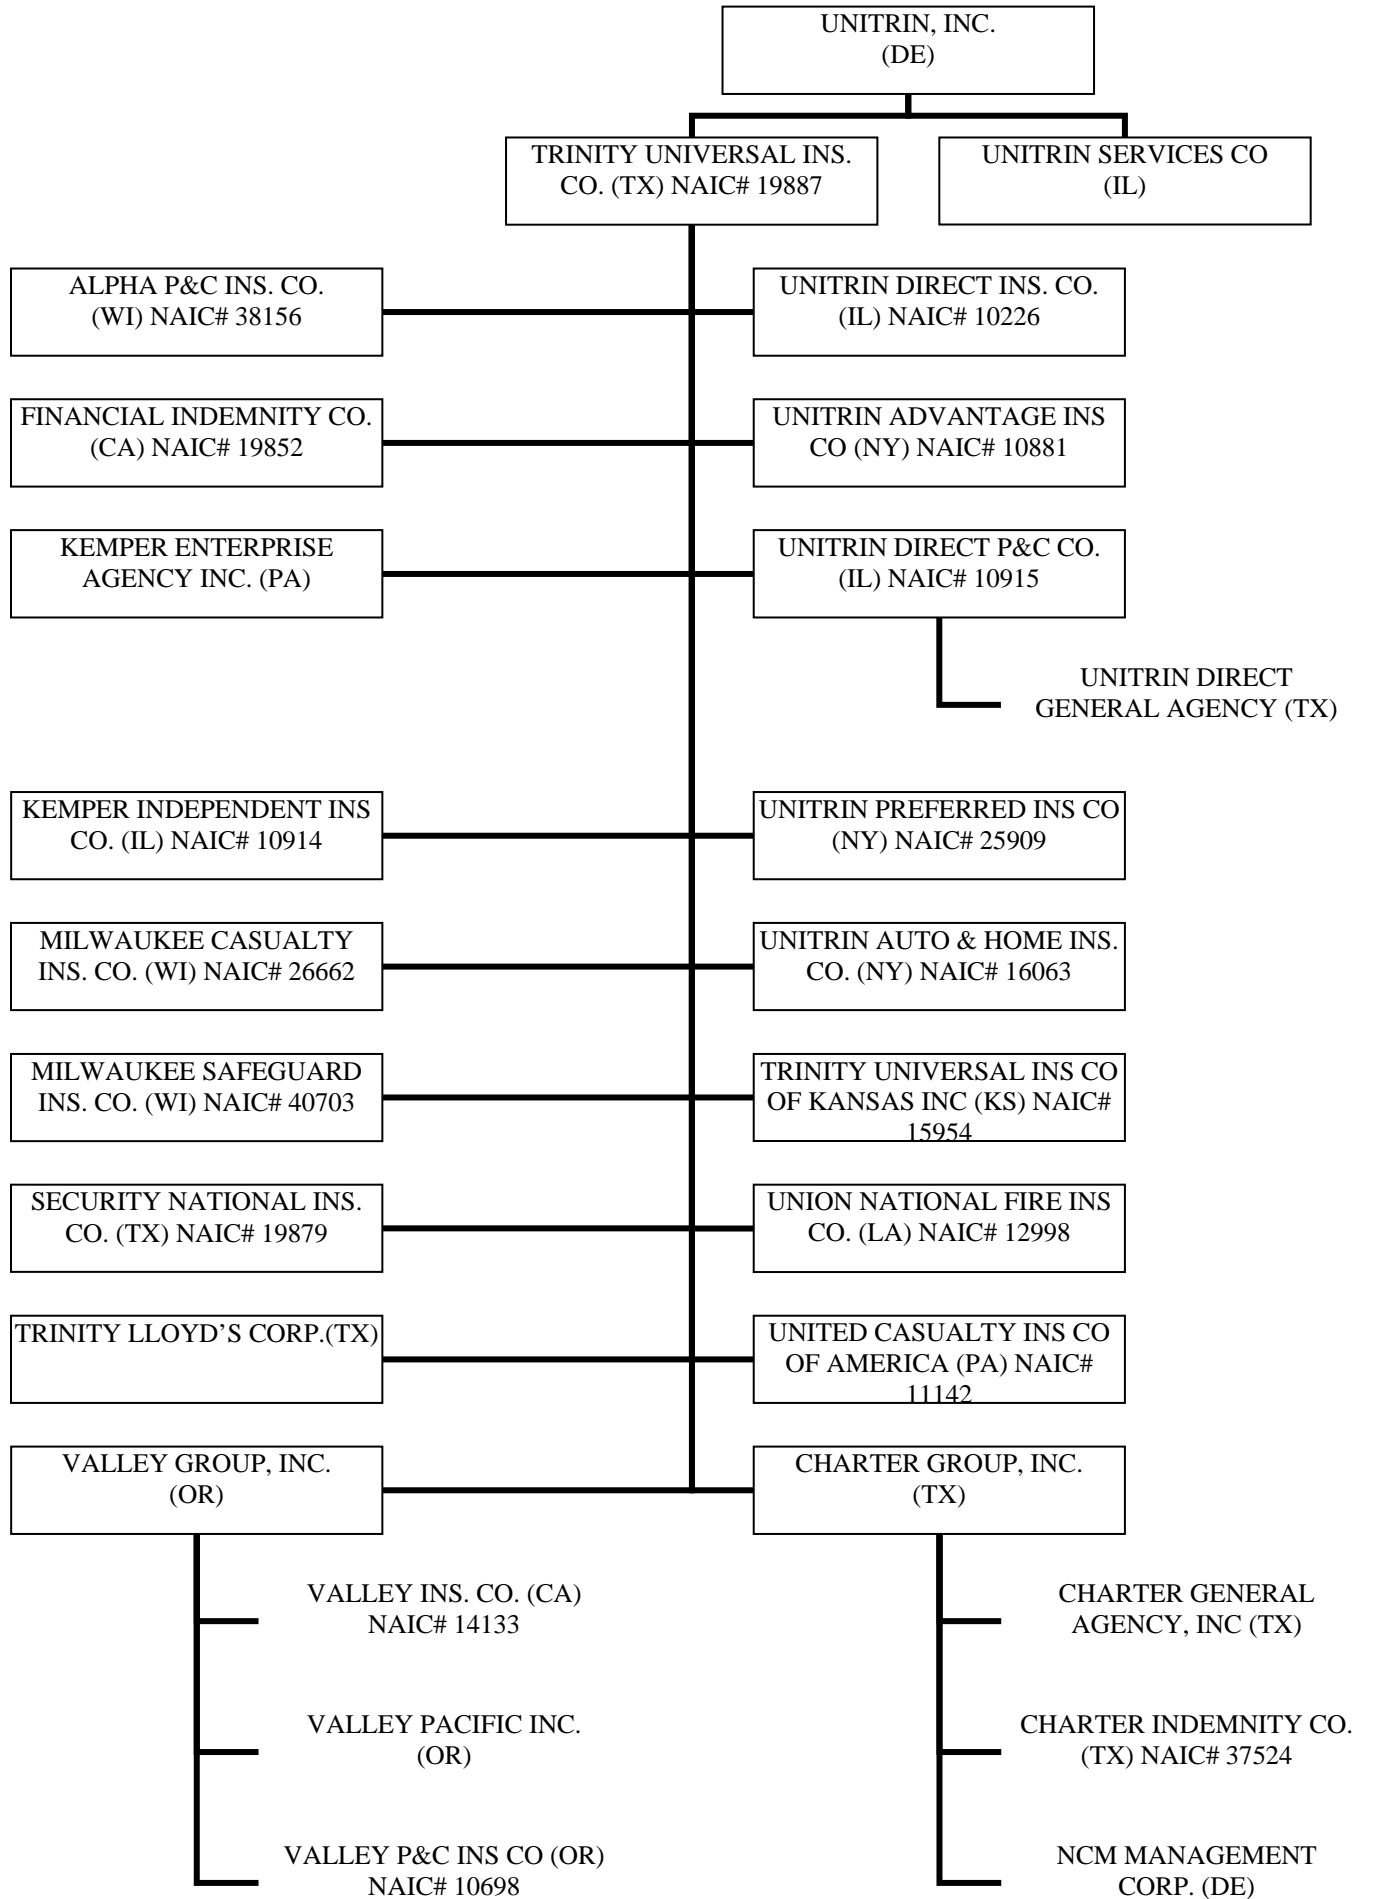 UNITRIN, INC.
(DE)
TRINITY UNIVERSAL INS.
CO. (TX) NAIC# 19887
UNITRIN SERVICES CO
(IL)
ALPHA P&C INS. CO.
(WI) NAIC# 38156
UNITRIN DIRECT INS. CO.
(IL) NAIC# 10226
FINANCIAL INDEMNITY CO.
(CA) NAIC# 19852
UNITRIN ADVANTAGE INS
CO (NY) NAIC# 10881
KEMPER ENTERPRISE
AGENCY INC. (PA)
UNITRIN DIRECT P&C CO.
(IL) NAIC# 10915
UNITRIN DIRECT
GENERAL AGENCY (TX)
KEMPER INDEPENDENT INS
CO. (IL) NAIC# 10914
UNITRIN PREFERRED INS CO
(NY) NAIC# 25909
MILWAUKEE CASUALTY
INS. CO. (WI) NAIC# 26662
UNITRIN AUTO & HOME INS.
CO. (NY) NAIC# 16063
MILWAUKEE SAFEGUARD
INS. CO. (WI) NAIC# 40703
TRINITY UNIVERSAL INS CO
OF KANSAS INC (KS) NAIC#
15954
SECURITY NATIONAL INS.
CO. (TX) NAIC# 19879
UNION NATIONAL FIRE INS
CO. (LA) NAIC# 12998
TRINITY LLOYD’S CORP.(TX)
UNITED CASUALTY INS CO
OF AMERICA (PA) NAIC#
11142
VALLEY GROUP, INC.
(OR)
CHARTER GROUP, INC.
(TX)
VALLEY INS. CO. (CA)
NAIC# 14133
CHARTER GENERAL
AGENCY, INC (TX)
VALLEY PACIFIC INC.
(OR)
CHARTER INDEMNITY CO.
(TX) NAIC# 37524
VALLEY P&C INS CO (OR)
NAIC# 10698
NCM MANAGEMENT
CORP. (DE)